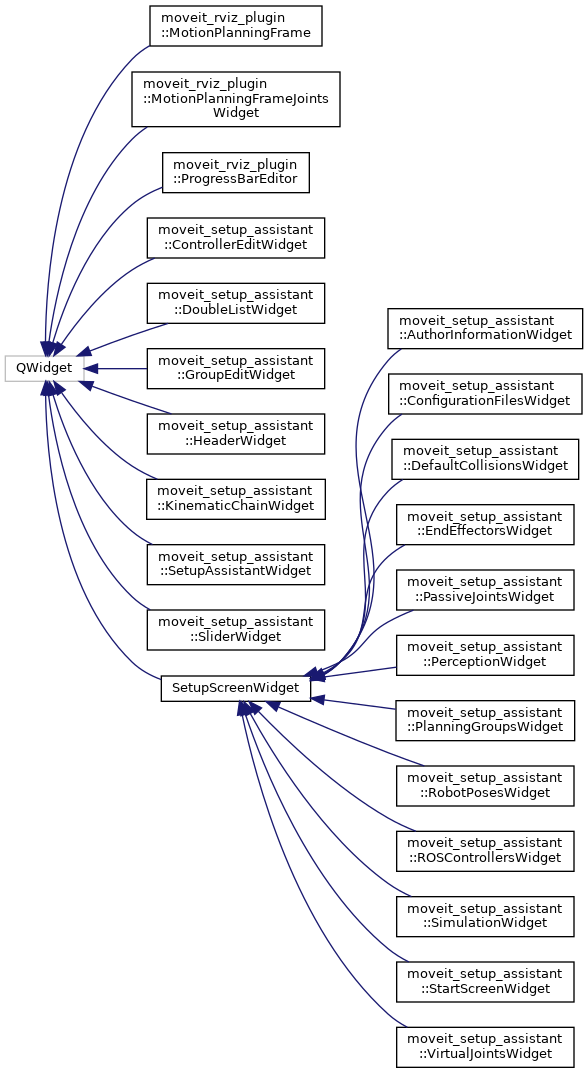 moveit_rviz_plugin
::MotionPlanningFrame
moveit_rviz_plugin
::MotionPlanningFrameJoints
Widget
moveit_rviz_plugin
::ProgressBarEditor
moveit_setup_assistant
::ControllerEditWidget
moveit_setup_assistant
::DoubleListWidget
QWidget
moveit_setup_assistant
::GroupEditWidget
moveit_setup_assistant
::HeaderWidget
moveit_setup_assistant
::KinematicChainWidget
moveit_setup_assistant
::SetupAssistantWidget
moveit_setup_assistant
::SliderWidget
SetupScreenWidget
moveit_setup_assistant
::AuthorInformationWidget
moveit_setup_assistant
::ConfigurationFilesWidget
moveit_setup_assistant
::DefaultCollisionsWidget
moveit_setup_assistant
::EndEffectorsWidget
moveit_setup_assistant
::PassiveJointsWidget
moveit_setup_assistant
::PerceptionWidget
moveit_setup_assistant
::PlanningGroupsWidget
moveit_setup_assistant
::RobotPosesWidget
moveit_setup_assistant
::ROSControllersWidget
moveit_setup_assistant
::SimulationWidget
moveit_setup_assistant
::StartScreenWidget
moveit_setup_assistant
::VirtualJointsWidget